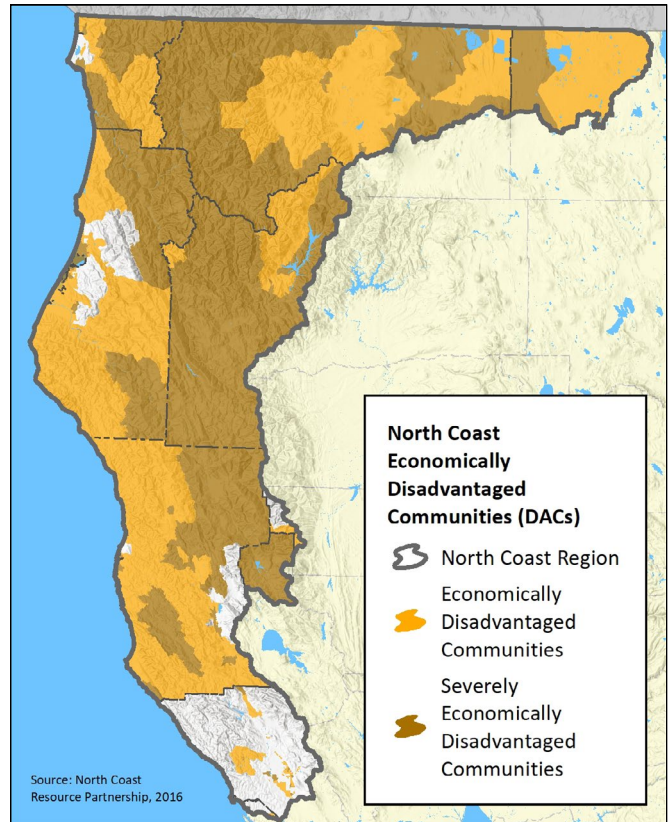 North Coast
Economically
Disadvantaged
Communities (DACs)
North Coast Region
Economically
Disadvantaged
Communities
Severely
Economically
Disadvantaged
Communities
Source: North Coast
Resource Partnership, 2016